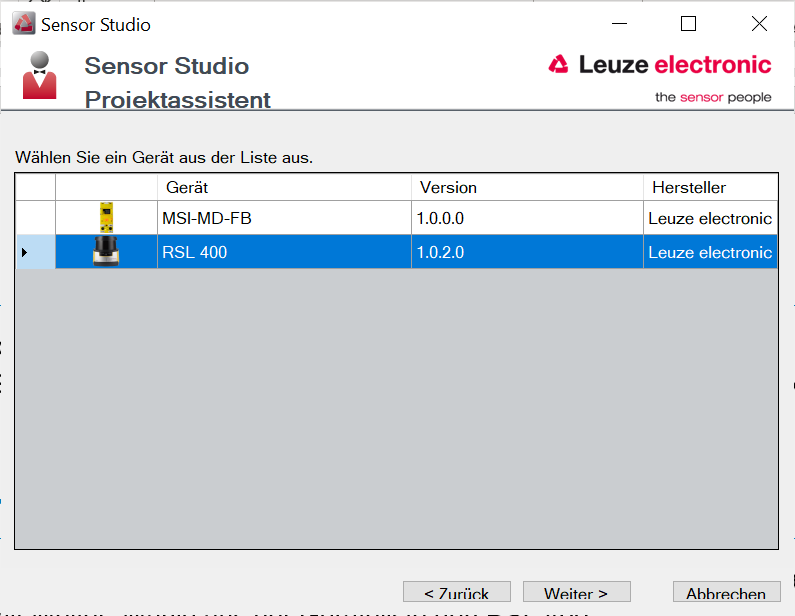 Sensor Studio
Sensor Studio
Projektassistent
Leuze electronic
the sensor people
Wählen Sie ein Gerät aus der Liste aus.
Gerät Version Hersteller
MSI-MD-FB 1.0.0.0 Leuze electronic
RSL 400 1.0.2.0 Leuze electronic
< Zurück Weiter > Abbrechen